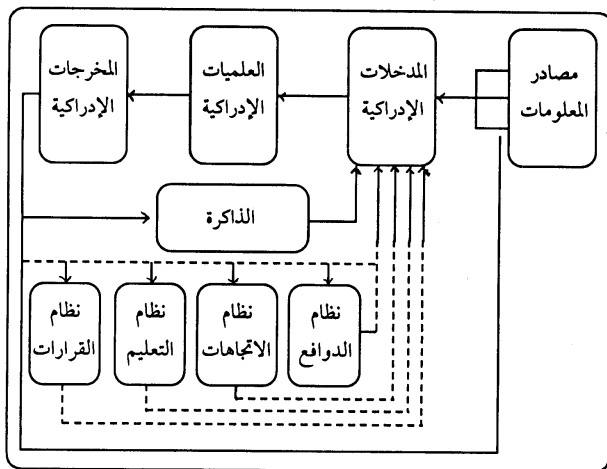 مصادر
المعلومات
المدخلات
الإدراكية
العلميات
الإدراكية
المخرجات
الإدراكية
الذاكرة
نظام
الدوافع
نظام
الاتجاهات
نظام
التعليم
نظام
القرارات